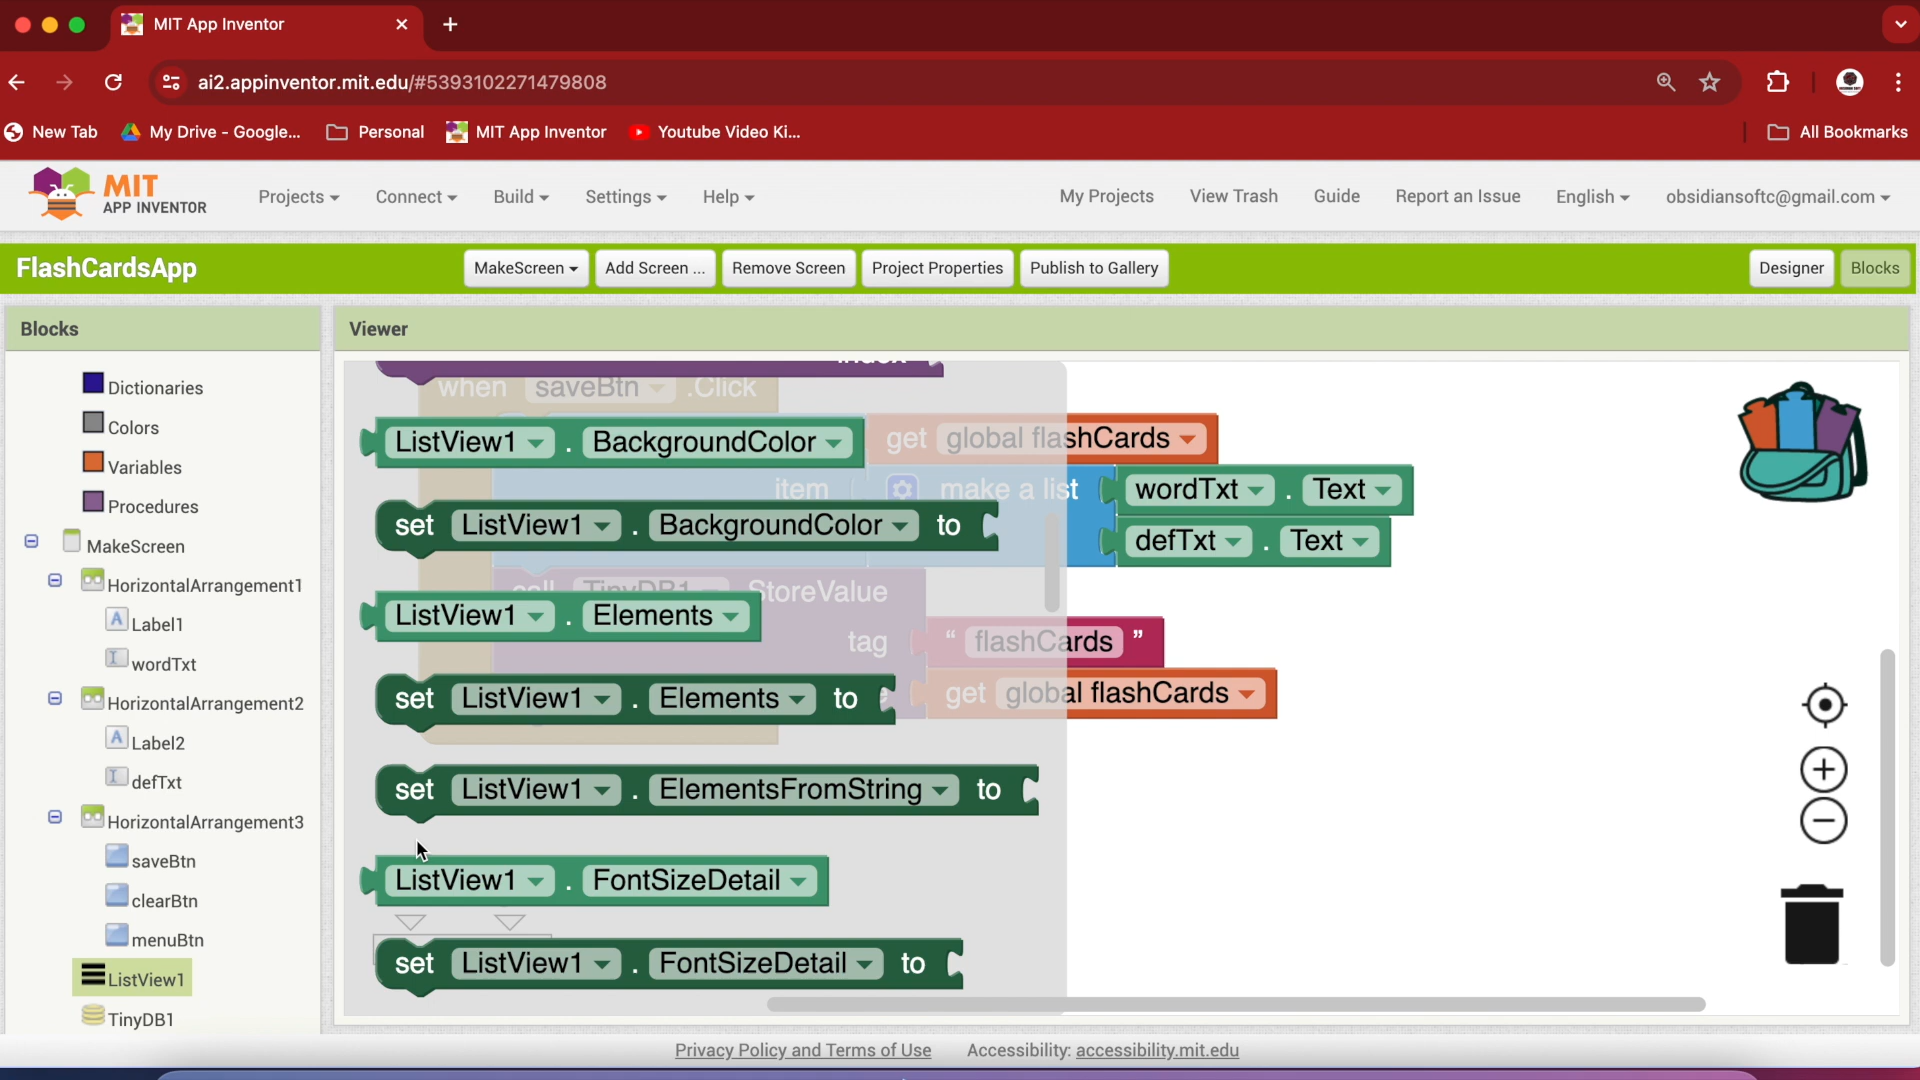 MIT App Inventor
ai2.appinventor.mit.edu/#5393102271479808
New Tab My Drive - Google... Personal MIT App Inventor Youtube Video Ki... All Bookmarks
MIT
APP INVENTOR
Projects Connect Build Settings Help My Projects View Trash Guide Report an Issue English obsidiansoftc@gmail.com
FlashCardsApp MakeScreen Add Screen ... Remove Screen Project Properties Publish to Gallery Designer Blocks
Blocks
Dictionaries
Colors
Variables
Procedures
MakeScreen
HorizontalArrangement1
A Label1
wordTxt
HorizontalArrangement2
A Label2
defTxt
HorizontalArrangement3
saveBtn
clearBtn
menuBtn
ListView1
TinyDB1
Viewer
index
when saveBtn .Click
ListView1 . BackgroundColor
get global flashCards
item make a list wordTxt . Text
set ListView1 . BackgroundColor to
defTxt . Text
call TinyDB1 .StoreValue
ListView1 . Elements
tag " flashCards "
set ListView1 . Elements to
get global flashCards
set ListView1 . ElementsFromString to
ListView1 . FontSizeDetail
set ListView1 . FontSizeDetail to
Privacy Policy and Terms of Use Accessibility: accessibility.mit.edu